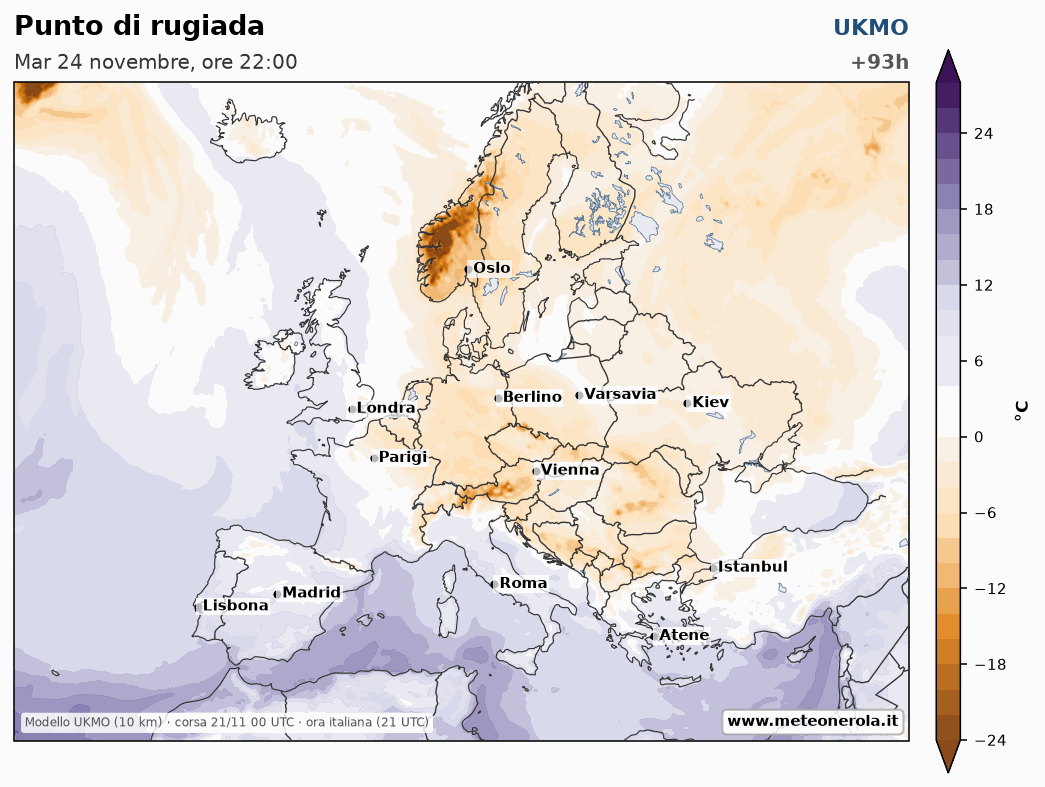 Punto di rugiada
UKMO
Mar 24 novembre, ore 22:00
+93h
Oslo
Londra
Berlino
Varsavia
Kiev
Parigi
Vienna
Istanbul
Roma
Madrid
Lisbona
Atene
24
18
12
6
0
−6
−12
−18
−24
°C
Modello UKMO (10 km) · corsa 21/11 00 UTC · ora italiana (21 UTC)
www.meteonerola.it